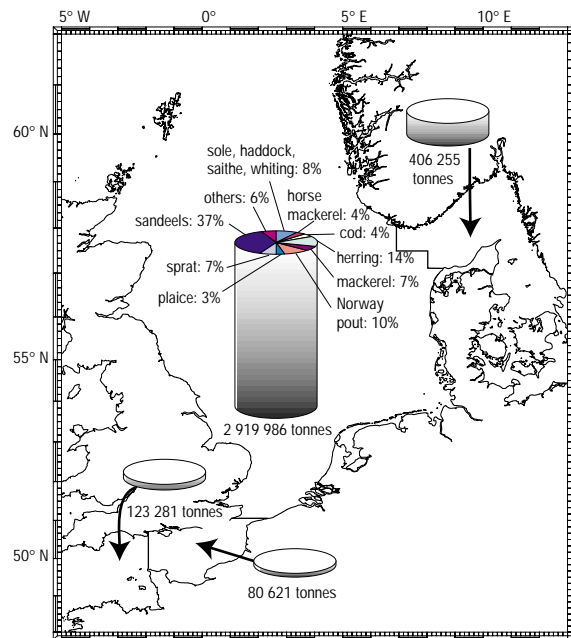 5° W
0°
5° E
10° E
60° N
55° N
50° N
406 255
tonnes
sole, haddock,
saithe, whiting: 8%
others: 6%
horse
mackerel: 4%
sandeels: 37%
cod: 4%
herring: 14%
sprat: 7%
mackerel: 7%
plaice: 3%
Norway
pout: 10%
2 919 986 tonnes
123 281 tonnes
80 621 tonnes